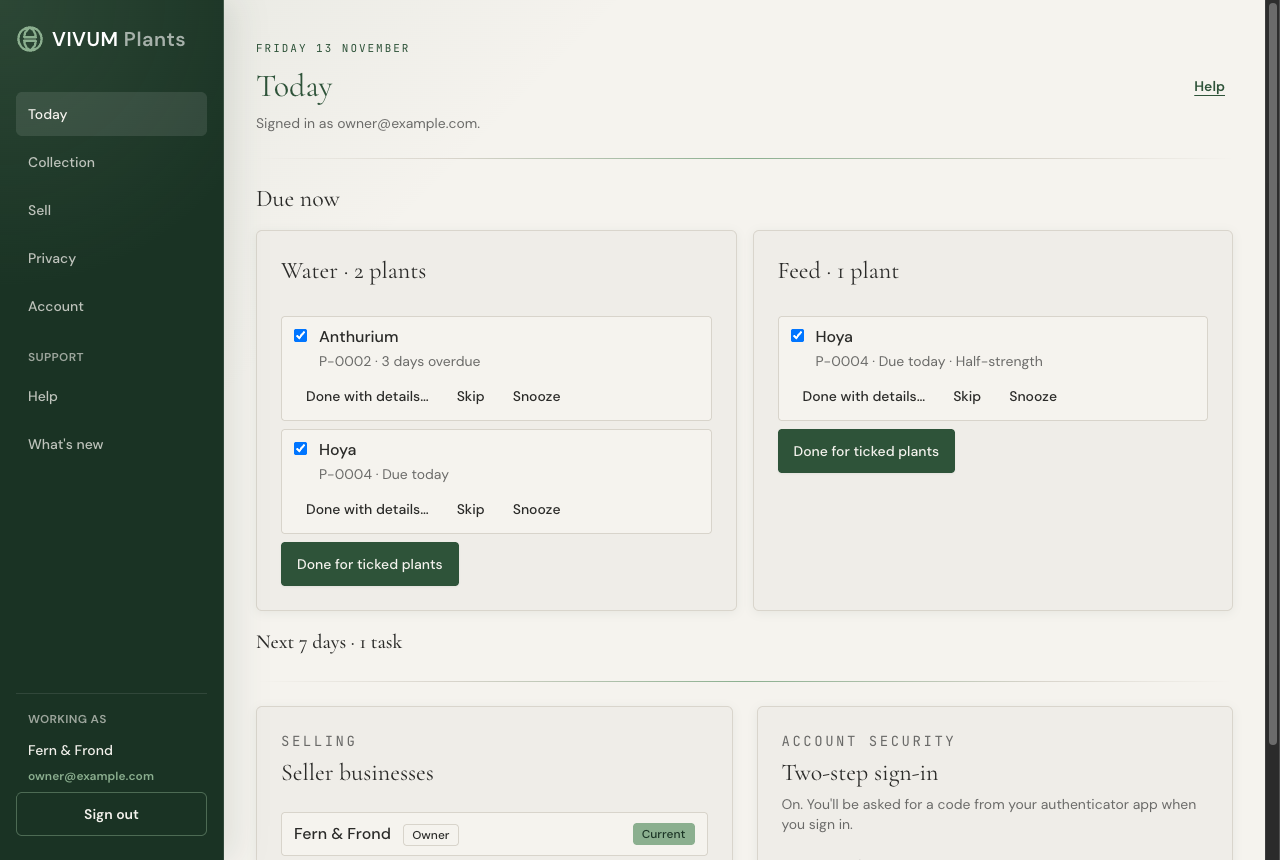 VIVUM Plants
Today
Collection
Sell
Privacy
Account
SUPPORT
Help
What's new
WORKING AS
Fern & Frond
owner@example.com
Sign out
FRIDAY 13 NOVEMBER
Today
Help
Signed in as owner@example.com.
Due now
Water · 2 plants
Anthurium
P-0002 · 3 days overdue
Done with details… Skip Snooze
Hoya
P-0004 · Due today
Done with details… Skip Snooze
Done for ticked plants
Feed · 1 plant
Hoya
P-0004 · Due today · Half-strength
Done with details… Skip Snooze
Done for ticked plants
Next 7 days · 1 task
SELLING
Seller businesses
Fern & Frond Owner Current
ACCOUNT SECURITY
Two-step sign-in
On. You'll be asked for a code from your authenticator app when
you sign in.